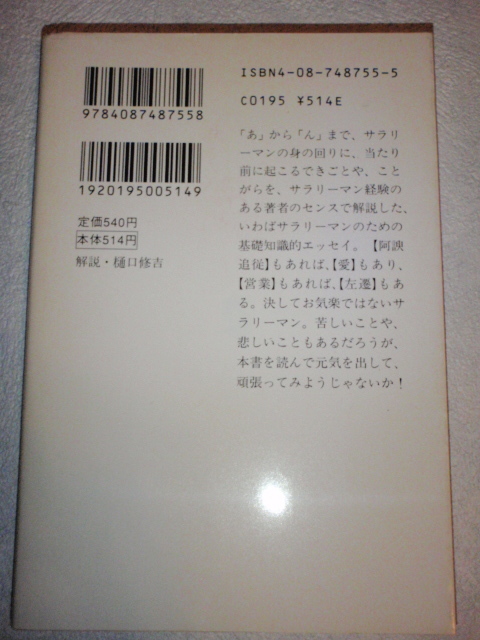 ISBN4-08-748755-5
C0195 ¥514E
9784087487558
1920195005149
定価540円
本体514円
解説・樋口修吉
「あ」から「ん」まで、サラリ
ーマンの身の回りに、当たり
前に起こるできごとや、こと
がらを、サラリーマン経験の
ある著者のセンスで解説した、
いわばサラリーマンのための
基礎知識的エッセイ。【阿諛
追従】もあれば、【愛】もあり、
【営業】もあれば、【左遷】もあ
る。決してお気楽ではないサ
ラリーマン。苦しいことや、
悲しいこともあるだろうが、
本書を読んで元気を出して、
頑張ってみようじゃないか！